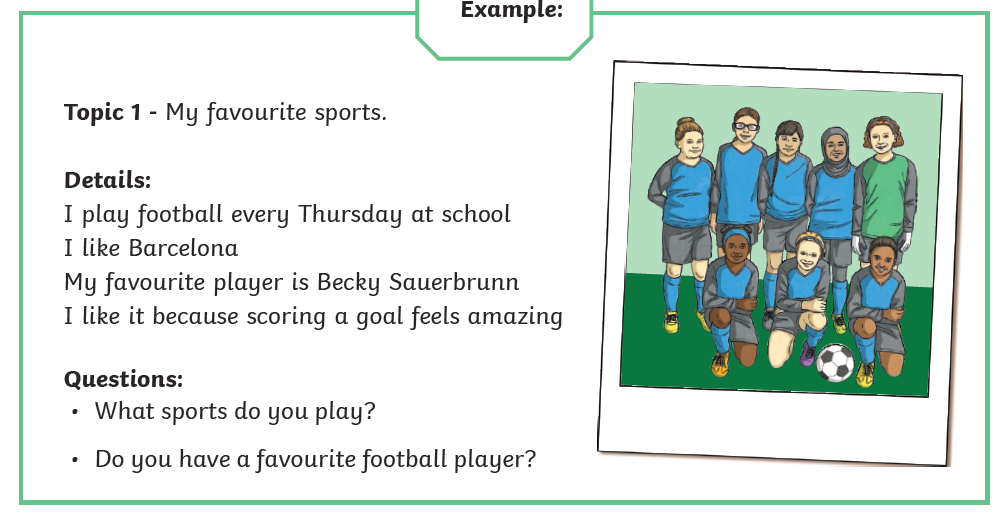 Example:
Topic 1 - My favourite sports.
Details:
I play football every Thursday at school
I like Barcelona
My favourite player is Becky Sauerbrunn
I like it because scoring a goal feels amazing
Questions:
• What sports do you play?
• Do you have a favourite football player?